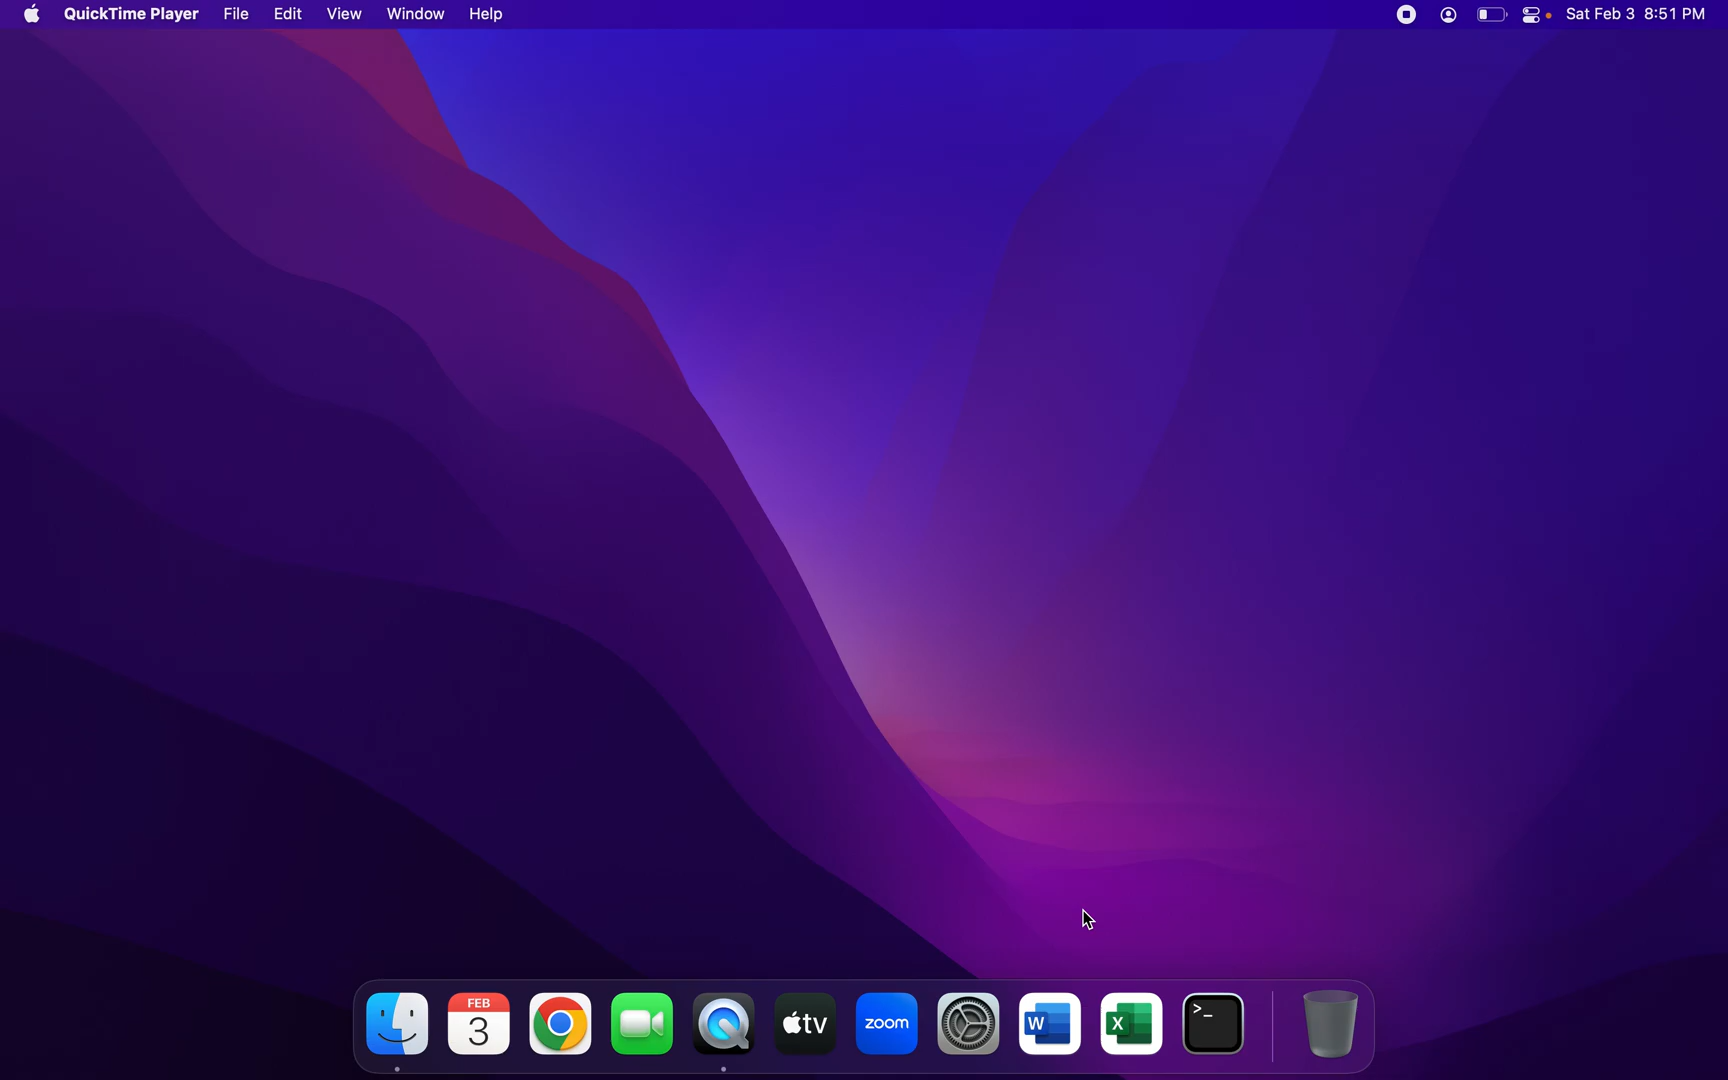 QuickTime Player File Edit View Window Help Sat Feb 3 8:51 PM
FEB
3 tv zoom W X >_